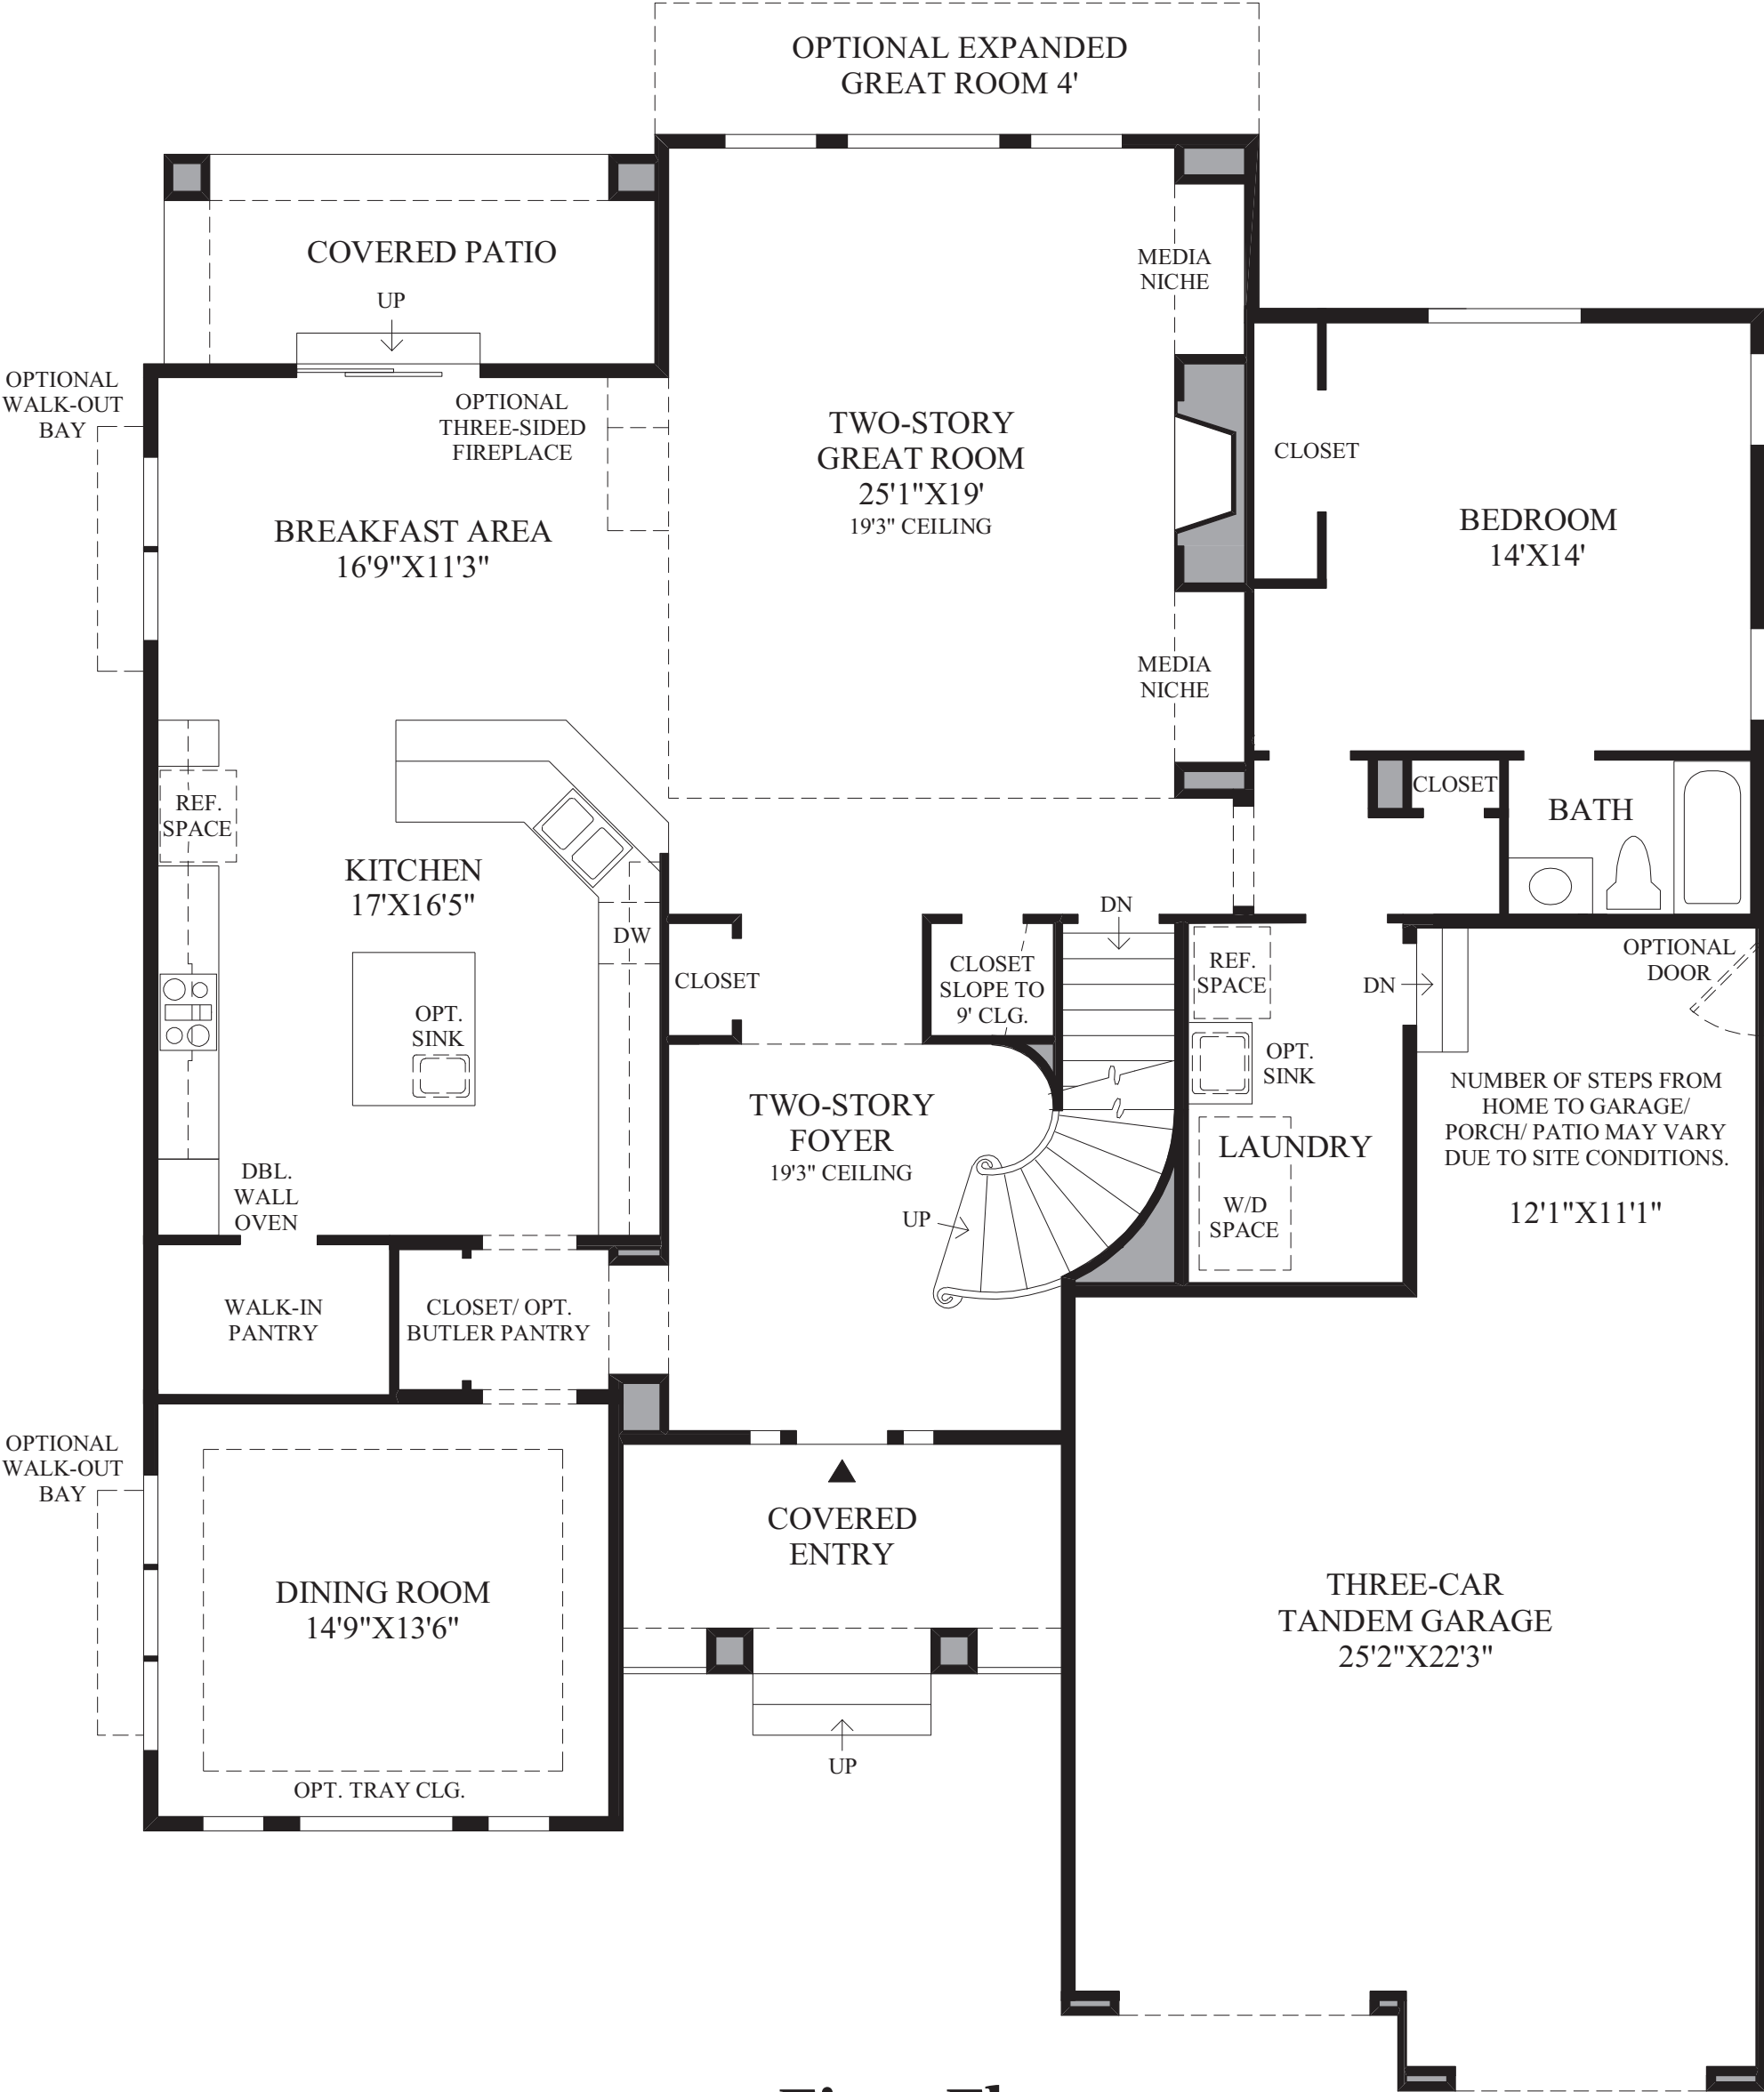 OPTIONAL EXPANDED
GREAT ROOM 4'
COVERED PATIO
UP
MEDIA
NICHE
OPTIONAL
WALK-OUT
BAY
OPTIONAL
THREE-SIDED
FIREPLACE
TWO-STORY
GREAT ROOM
25'1"X19'
19'3" CEILING
CLOSET
BEDROOM
14'X14'
BREAKFAST AREA
16'9"X11'3"
MEDIA
NICHE
REF.
SPACE
KITCHEN
17'X16'5"
DW
OPT.
SINK
CLOSET
BATH
CLOSET
CLOSET
SLOPE TO
9' CLG.
DN
REF.
SPACE
DN
OPTIONAL
DOOR
OPT.
SINK
NUMBER OF STEPS FROM
HOME TO GARAGE/
PORCH/ PATIO MAY VARY
DUE TO SITE CONDITIONS.
12'1"X11'1"
TWO-STORY
FOYER
19'3" CEILING
UP
LAUNDRY
W/D
SPACE
DBL.
WALL
OVEN
WALK-IN
PANTRY
CLOSET/ OPT.
BUTLER PANTRY
OPTIONAL
WALK-OUT
BAY
DINING ROOM
14'9"X13'6"
OPT. TRAY CLG.
COVERED
ENTRY
UP
THREE-CAR
TANDEM GARAGE
25'2"X22'3"